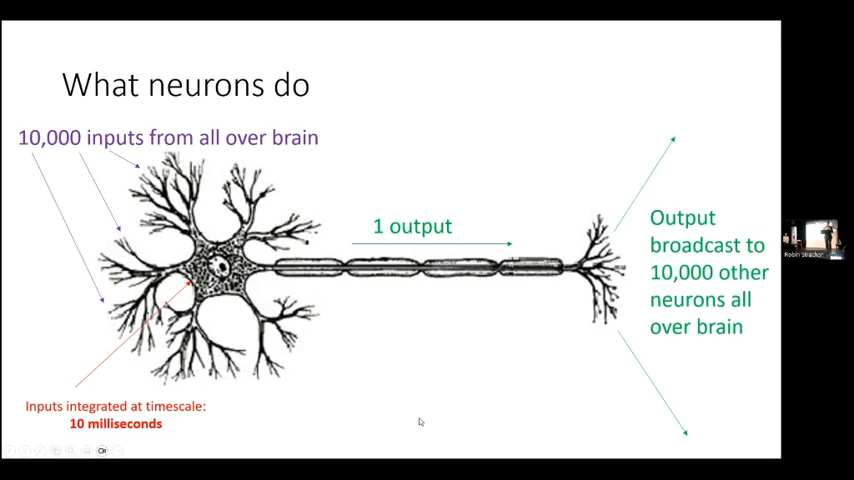 What neurons do
10,000 inputs from all over brain
1 output
Output
broadcast to
10,000 other
neurons all
over brain
Inputs integrated at timescale:
10 milliseconds
Robin Strachan